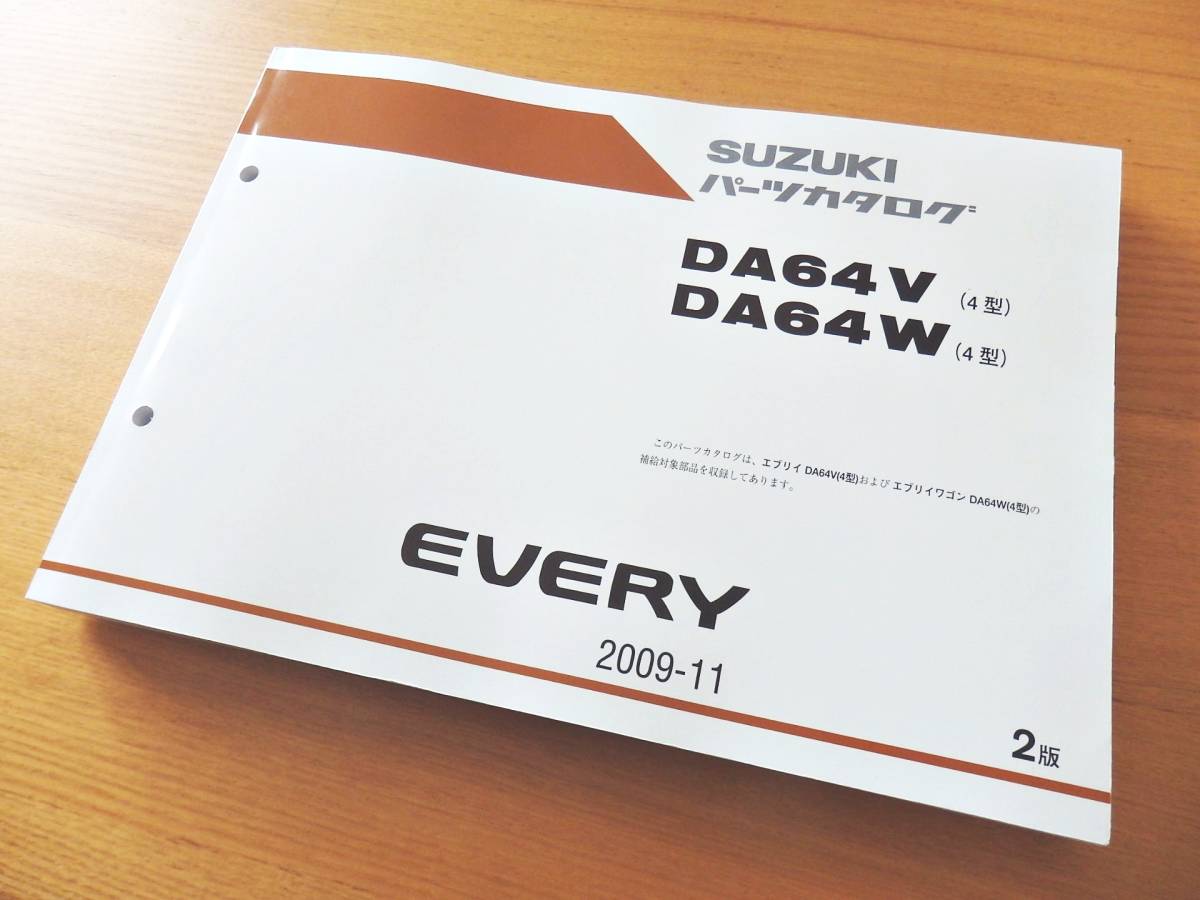 SUZUKI
パーツカタログ
DA64V (4型)
DA64W (4型)
このパーツカタログは、エブリイ DA64V(4型)および エブリイワゴン DA64W(4型)の
補給対象部品を収録してあります。
EVERY
2009-11
2版